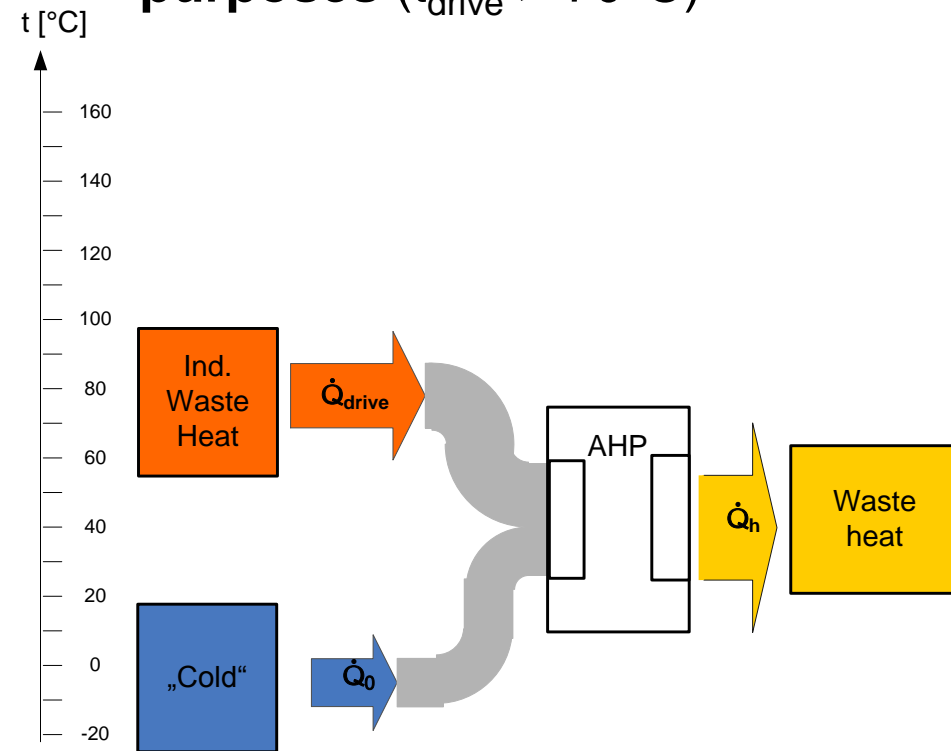 t [°C]
160
140
120
100
80
60
40
20
0
-20
Ind.
Waste
Heat
Q̇drive
AHP
Q̇h
Waste
heat
„Cold“
Q̇0